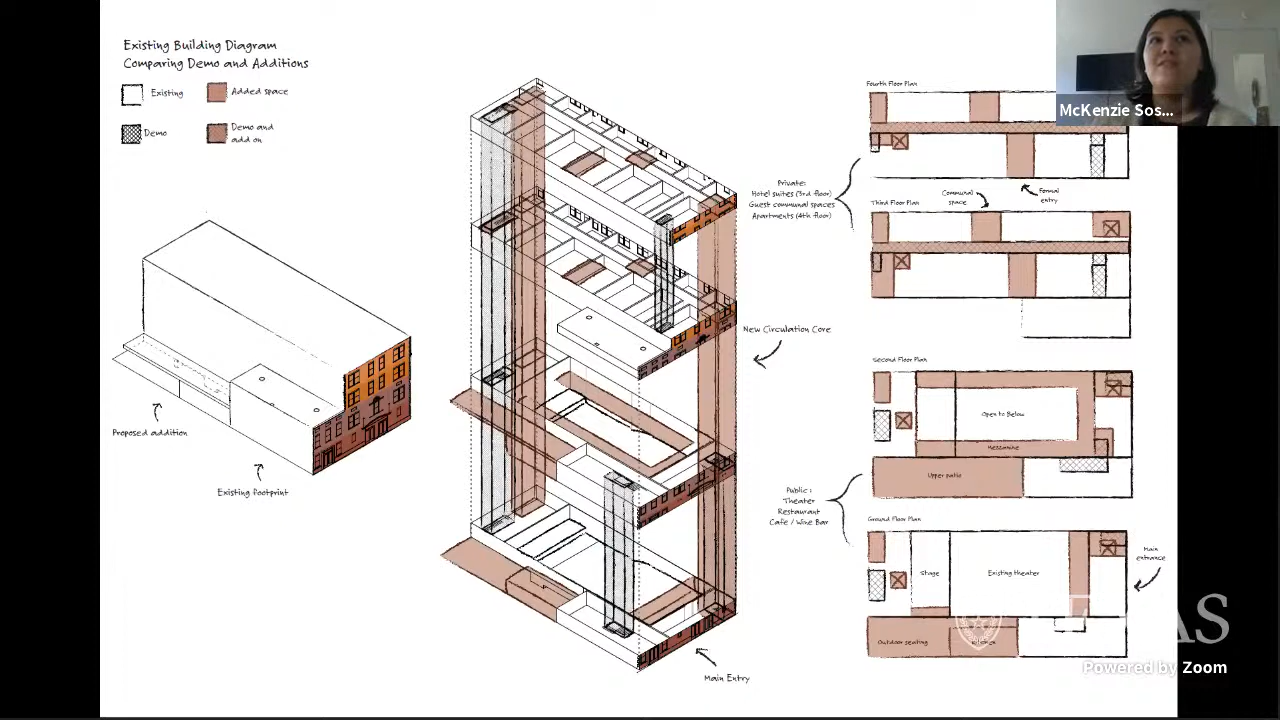 Existing Building Diagram
Comparing Demo and Additions
Existing
Added space
Demo
Demo and
add on
Proposed addition
Existing footprint
New Circulation Core
Main Entry
Private:
Hotel suites (3rd floor)
Guest communal spaces
Apartments (4th floor)
Public:
Theater
Restaurant
Cafe / Wine Bar
Fourth Floor Plan
Communal
space
Formal
entry
Third Floor Plan
Second Floor Plan
Open to Below
Mezzanine
Upper patio
Ground Floor Plan
Stage
Existing theater
Main
entrance
Outdoor seating
Kitchen
McKenzie Sos...
TEXAS
Powered by Zoom